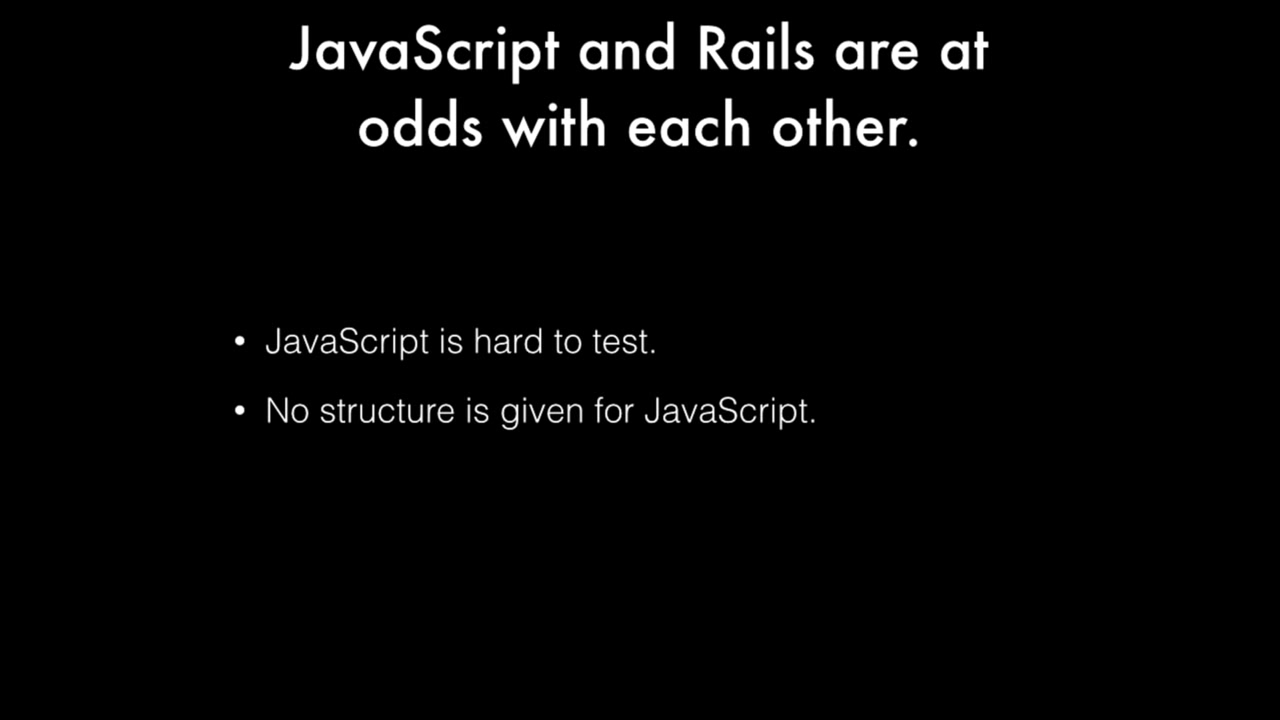 JavaScript and Rails are at
odds with each other.
• JavaScript is hard to test.
• No structure is given for JavaScript.